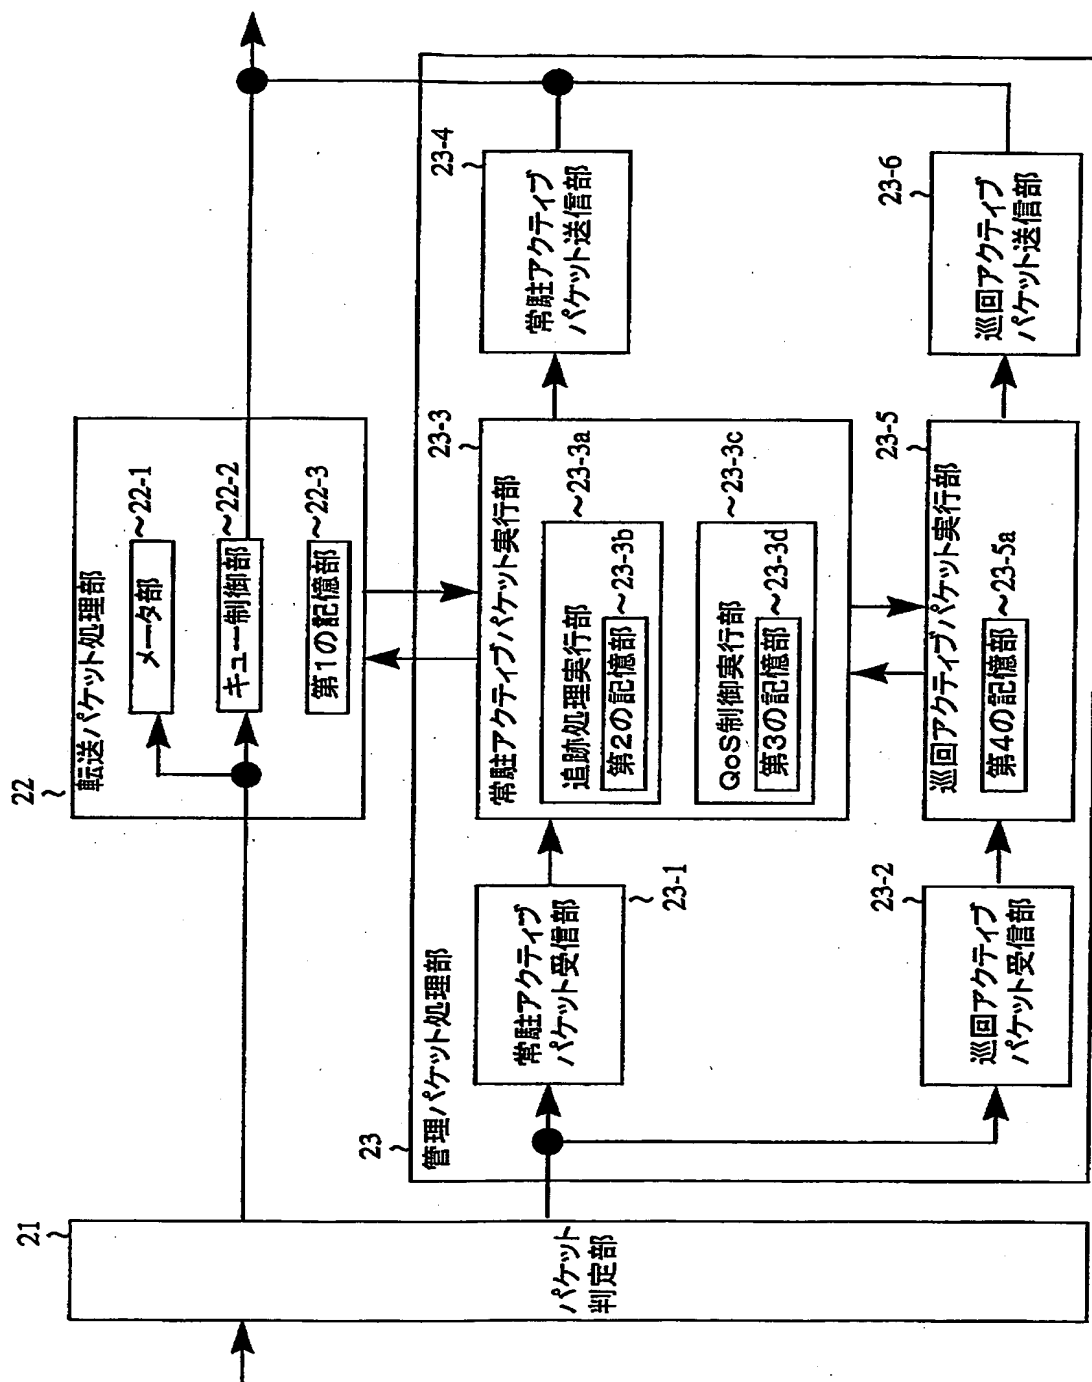 21
パケット
判定部
22
転送パケット処理部
メータ部
~22-1
キュー制御部
~22-2
第1の記憶部
~22-3
23
管理パケット処理部
常駐アクティブ
パケット受信部
23-1
常駐アクティブパケット実行部
23-3
追跡処理実行部
~23-3a
第2の記憶部
~23-3b
QoS制御実行部
~23-3c
第3の記憶部
~23-3d
常駐アクティブ
パケット送信部
23-4
巡回アクティブ
パケット受信部
23-2
巡回アクティブパケット実行部
23-5
第4の記憶部
~23-5a
巡回アクティブ
パケット送信部
23-6